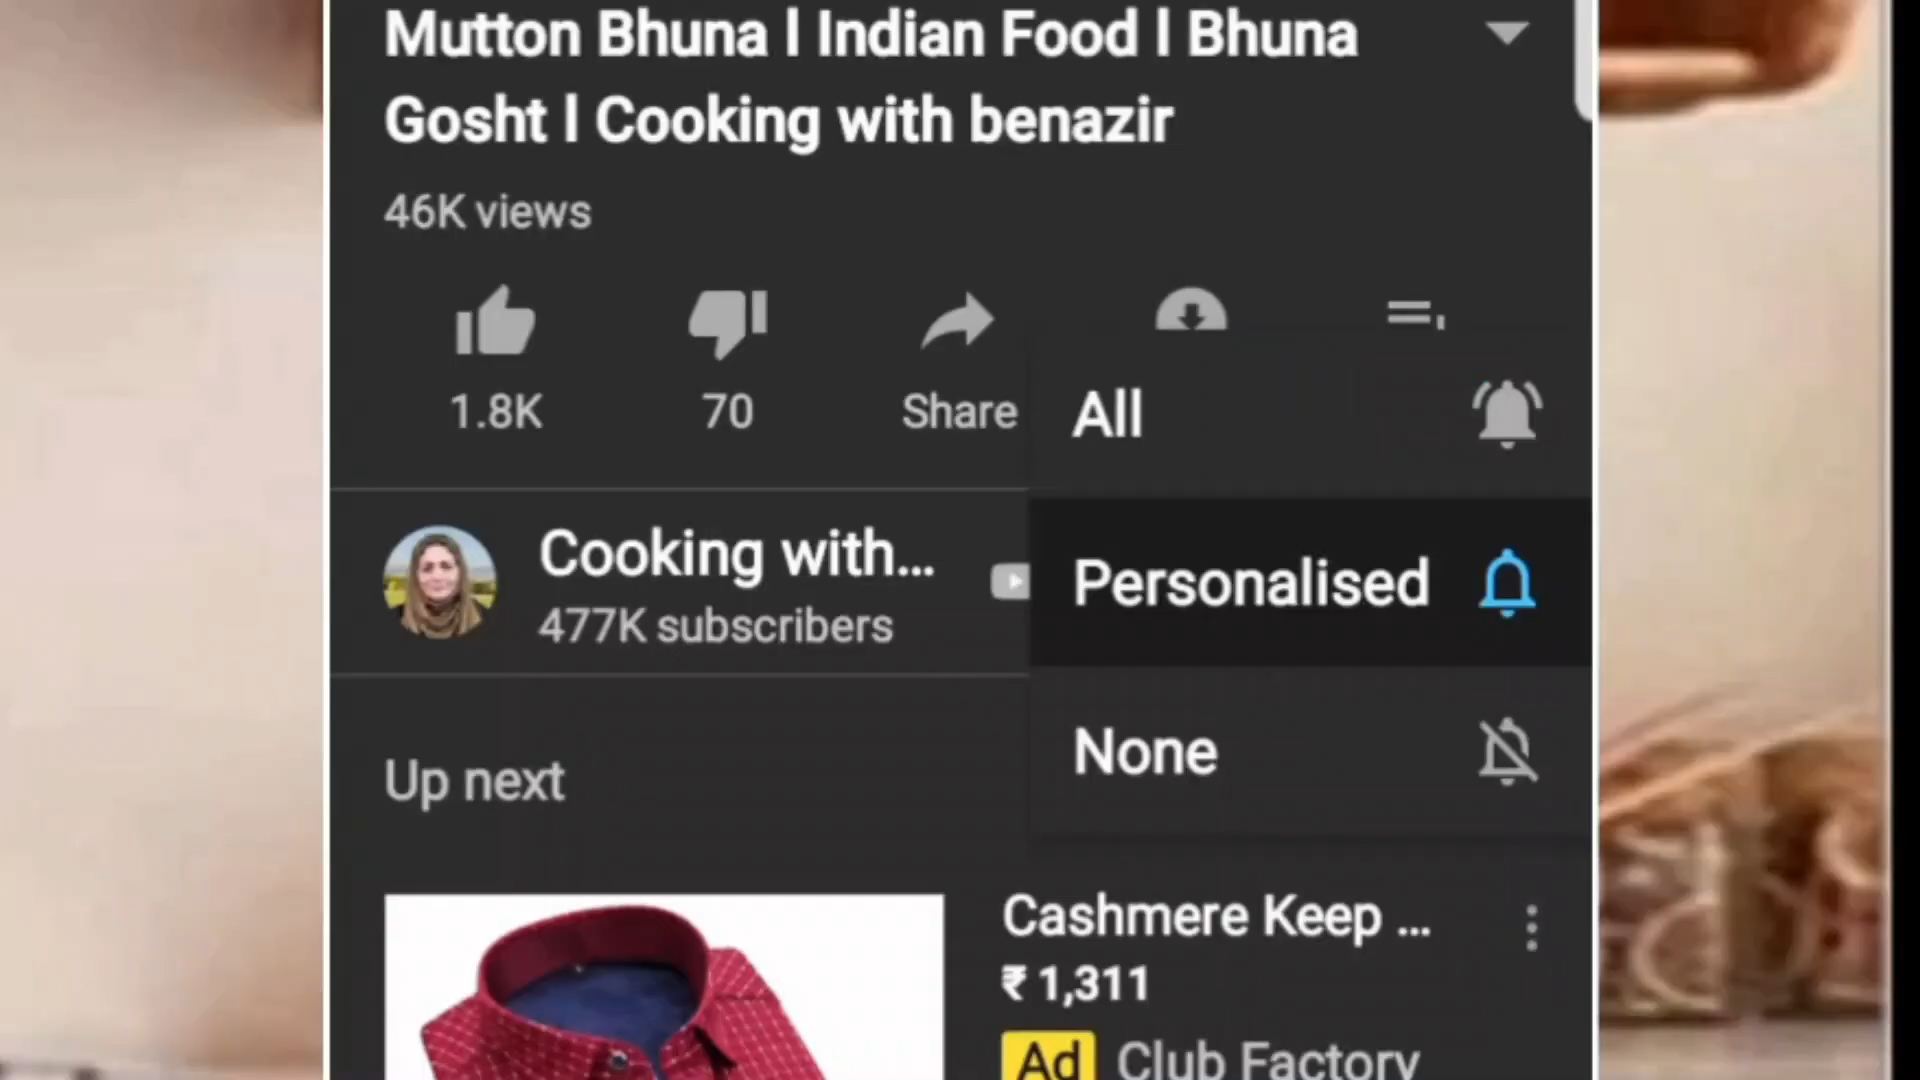 Mutton Bhuna l Indian Food l Bhuna
Gosht l Cooking with benazir
46K views
1.8K
70
Share
All
Cooking with...
477K subscribers
Personalised
None
Up next
Cashmere Keep ...
₹ 1,311
Ad Club Factory